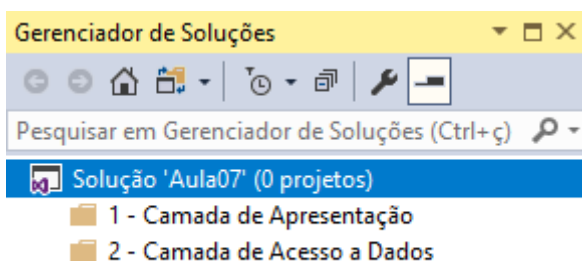 Gerenciador de Soluções
Pesquisar em Gerenciador de Soluções (Ctrl+ç)
Solução 'Aula07' (0 projetos)
1 - Camada de Apresentação
2 - Camada de Acesso a Dados